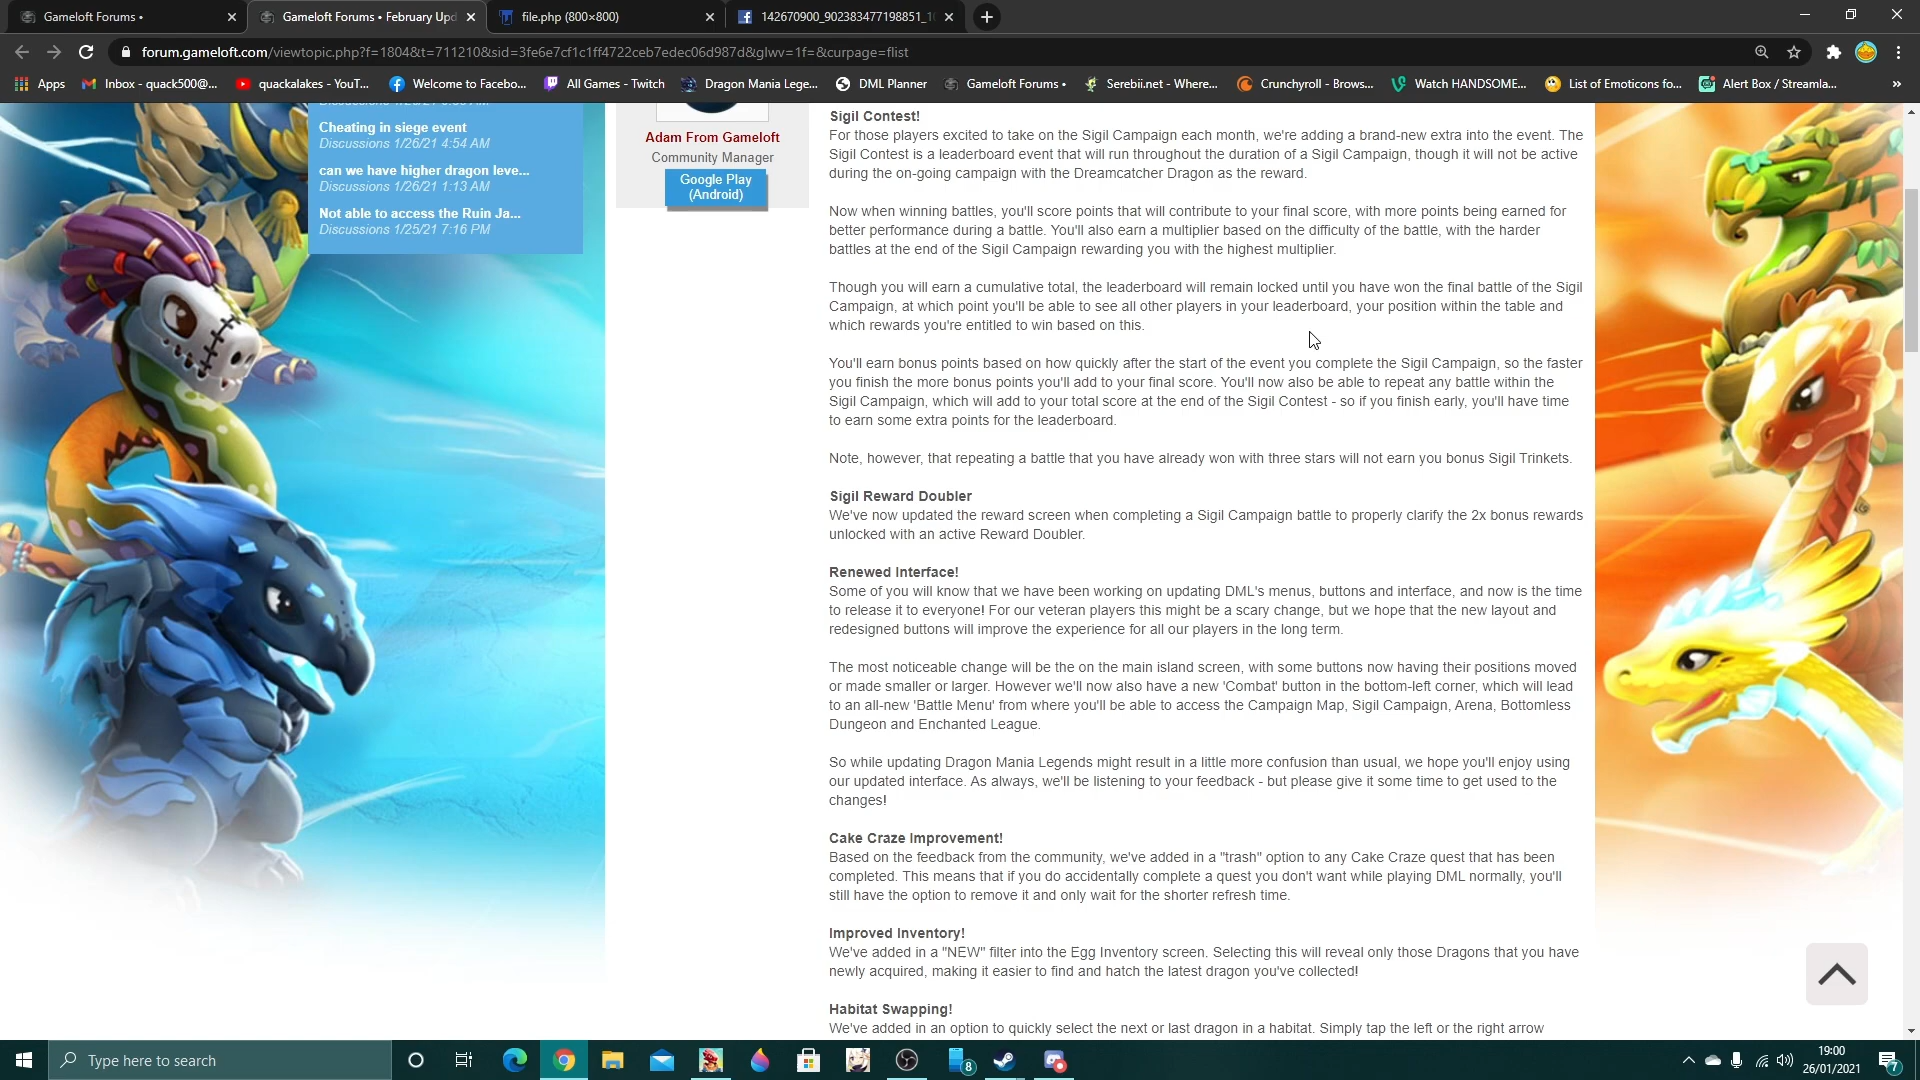 Gameloft Forums •
Gameloft Forums • February Upd
file.php (800×800)
142670900_902383477198851_1
forum.gameloft.com/viewtopic.php?f=1804&t=711210&sid=3fe6e7cf1c1ff4722ceb7edec06d987d&glwv=1f=&curpage=flist
Apps
Inbox - quack500@...
quackalakes - YouT...
Welcome to Facebo...
All Games - Twitch
Dragon Mania Lege...
DML Planner
Gameloft Forums •
Serebii.net - Where...
Crunchyroll - Brows...
Watch HANDSOME...
List of Emoticons fo...
Alert Box / Streamla...
»
Cheating in siege event
Discussions 1/26/21 4:54 AM
can we have higher dragon leve...
Discussions 1/26/21 1:13 AM
Not able to access the Ruin Ja...
Discussions 1/25/21 7:16 PM
Adam From Gameloft
Community Manager
Google Play
(Android)
Sigil Contest!
For those players excited to take on the Sigil Campaign each month, we're adding a brand-new extra into the event. The
Sigil Contest is a leaderboard event that will run throughout the duration of a Sigil Campaign, though it will not be active
during the on-going campaign with the Dreamcatcher Dragon as the reward.
Now when winning battles, you'll score points that will contribute to your final score, with more points being earned for
better performance during a battle. You'll also earn a multiplier based on the difficulty of the battle, with the harder
battles at the end of the Sigil Campaign rewarding you with the highest multiplier.
Though you will earn a cumulative total, the leaderboard will remain locked until you have won the final battle of the Sigil
Campaign, at which point you'll be able to see all other players in your leaderboard, your position within the table and
which rewards you're entitled to win based on this.
You'll earn bonus points based on how quickly after the start of the event you complete the Sigil Campaign, so the faster
you finish the more bonus points you'll add to your final score. You'll now also be able to repeat any battle within the
Sigil Campaign, which will add to your total score at the end of the Sigil Contest - so if you finish early, you'll have time
to earn some extra points for the leaderboard.
Note, however, that repeating a battle that you have already won with three stars will not earn you bonus Sigil Trinkets.
Sigil Reward Doubler
We've now updated the reward screen when completing a Sigil Campaign battle to properly clarify the 2x bonus rewards
unlocked with an active Reward Doubler.
Renewed Interface!
Some of you will know that we have been working on updating DML's menus, buttons and interface, and now is the time
to release it to everyone! For our veteran players this might be a scary change, but we hope that the new layout and
redesigned buttons will improve the experience for all our players in the long term.
The most noticeable change will be the on the main island screen, with some buttons now having their positions moved
or made smaller or larger. However we'll now also have a new 'Combat' button in the bottom-left corner, which will lead
to an all-new 'Battle Menu' from where you'll be able to access the Campaign Map, Sigil Campaign, Arena, Bottomless
Dungeon and Enchanted League.
So while updating Dragon Mania Legends might result in a little more confusion than usual, we hope you'll enjoy using
our updated interface. As always, we'll be listening to your feedback - but please give it some time to get used to the
changes!
Cake Craze Improvement!
Based on the feedback from the community, we've added in a "trash" option to any Cake Craze quest that has been
completed. This means that if you do accidentally complete a quest you don't want while playing DML normally, you'll
still have the option to remove it and only wait for the shorter refresh time.
Improved Inventory!
We've added in a "NEW" filter into the Egg Inventory screen. Selecting this will reveal only those Dragons that you have
newly acquired, making it easier to find and hatch the latest dragon you've collected!
Habitat Swapping!
We've added in an option to quickly select the next or last dragon in a habitat. Simply tap the left or the right arrow
Type here to search
8
19:00
26/01/2021
7